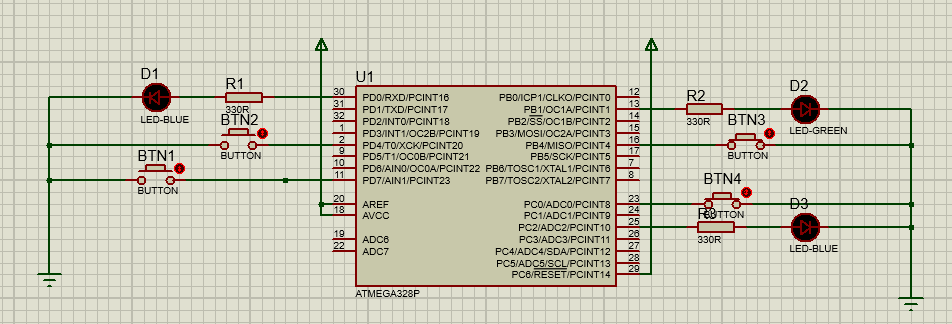 D1
LED-BLUE
R1
330R
BTN2
BUTTON
BTN1
BUTTON
U1
30 PD0/RXD/PCINT16
31 PD1/TXD/PCINT17
32 PD2/INT0/PCINT18
1 PD3/INT1/OC2B/PCINT19
2 PD4/T0/XCK/PCINT20
9 PD5/T1/OC0B/PCINT21
10 PD6/AIN0/OC0A/PCINT22
11 PD7/AIN1/PCINT23
20 AREF
18 AVCC
19 ADC6
22 ADC7
PB0/ICP1/CLKO/PCINT0 12
PB1/OC1A/PCINT1 13
PB2/SS/OC1B/PCINT2 14
PB3/MOSI/OC2A/PCINT3 15
PB4/MISO/PCINT4 16
PB5/SCK/PCINT5 17
PB6/TOSC1/XTAL1/PCINT6 7
PB7/TOSC2/XTAL2/PCINT7 8
PC0/ADC0/PCINT8 23
PC1/ADC1/PCINT9 24
PC2/ADC2/PCINT10 25
PC3/ADC3/PCINT11 26
PC4/ADC4/SDA/PCINT12 27
PC5/ADC5/SCL/PCINT13 28
PC6/RESET/PCINT14 29
ATMEGA328P
R2
330R
D2
LED-GREEN
BTN3
BUTTON
BTN4
BUTTON
330R
D3
LED-BLUE